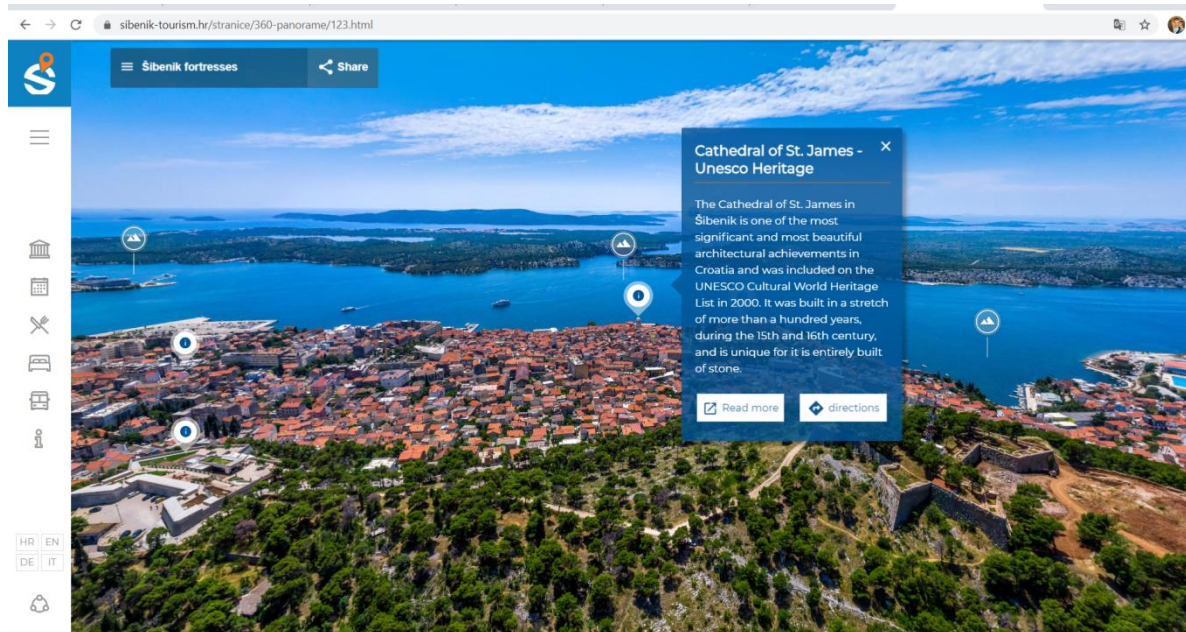 sibenik-tourism.hr/stranice/360-panorame/123.html
Šibenik fortresses
Share
Cathedral of St. James -
Unesco Heritage
The Cathedral of St. James in
Šibenik is one of the most
significant and most beautiful
architectural achievements in
Croatia and was included on the
UNESCO Cultural World Heritage
List in 2000. It was built in a stretch
of more than a hundred years,
during the 15th and 16th century,
and is unique for it is entirely built
of stone.
Read more
directions
HR EN
DE IT